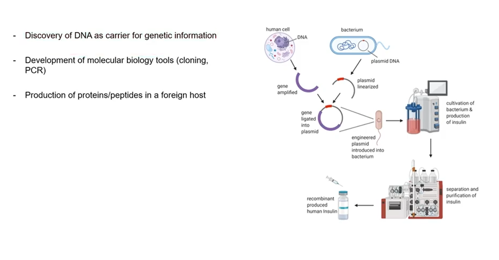 - Discovery of DNA as carrier for genetic information
- Development of molecular biology tools (cloning,
PCR)
- Production of proteins/peptides in a foreign host
human cell
bacterium
DNA
plasmid DNA
gene
amplified
plasmid
linearized
gene
ligated
into
plasmid
engineered
plasmid
introduced into
bacterium
cultivation of
bacterium &
production
of insulin
separation and
purification of
insulin
recombinant
produced
human insulin